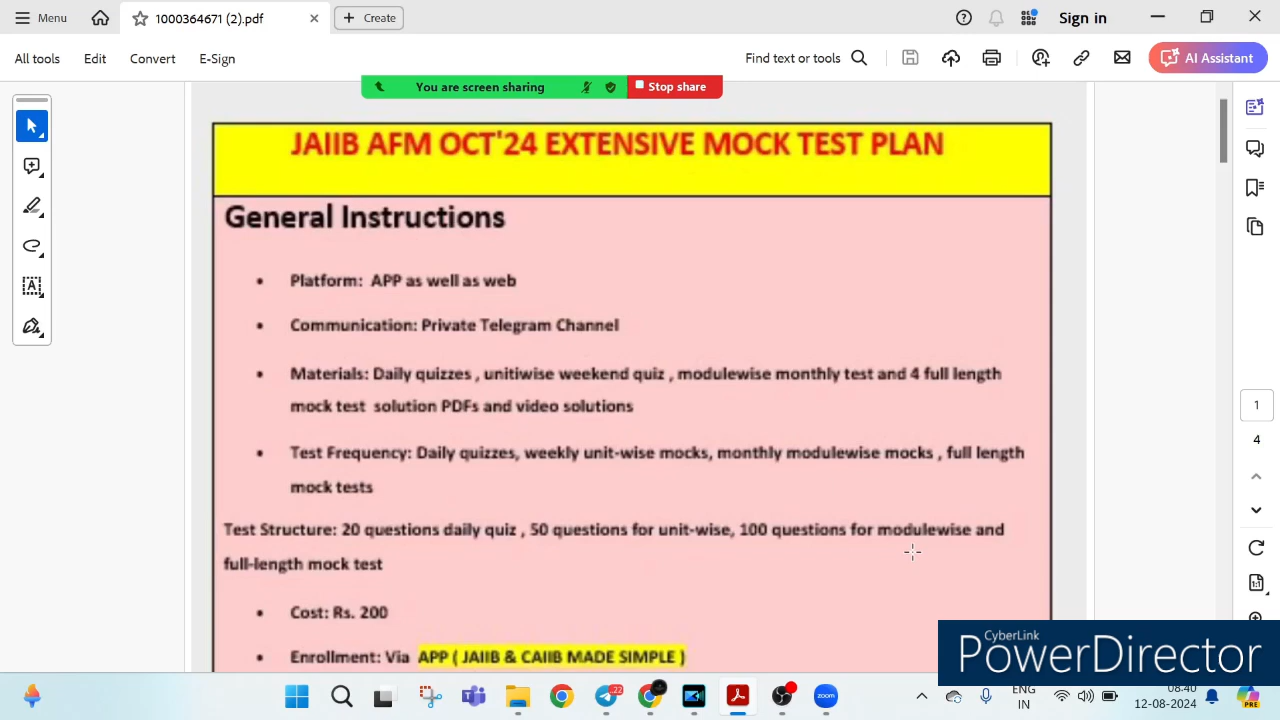 Menu
1000364671 (2).pdf
Create
Sign in
All tools
Edit
Convert
E-Sign
Find text or tools
AI Assistant
You are screen sharing
Stop share
JAIIB AFM OCT'24 EXTENSIVE MOCK TEST PLAN
General Instructions
• Platform: APP as well as web
• Communication: Private Telegram Channel
• Materials: Daily quizzes , unitiwise weekend quiz , modulewise monthly test and 4 full length
mock test solution PDFs and video solutions
• Test Frequency: Daily quizzes, weekly unit-wise mocks, monthly modulewise mocks , full length
mock tests
Test Structure: 20 questions daily quiz , 50 questions for unit-wise, 100 questions for modulewise and
full-length mock test
• Cost: Rs. 200
• Enrollment: Via APP ( JAIIB & CAIIB MADE SIMPLE )
1
4
1:1
CyberLink
PowerDirector
22
zoom
ENG
IN
08:40
12-08-2024
PRE